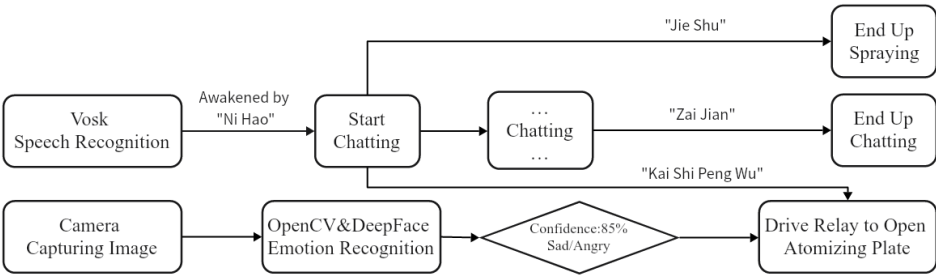 "Jie Shu"
End Up
Spraying
Awakened by
"Ni Hao"
Vosk
Speech Recognition
Start
Chatting
...
Chatting
...
"Zai Jian"
End Up
Chatting
"Kai Shi Peng Wu"
Camera
Capturing Image
OpenCV&DeepFace
Emotion Recognition
Confidence:85%
Sad/Angry
Drive Relay to Open
Atomizing Plate